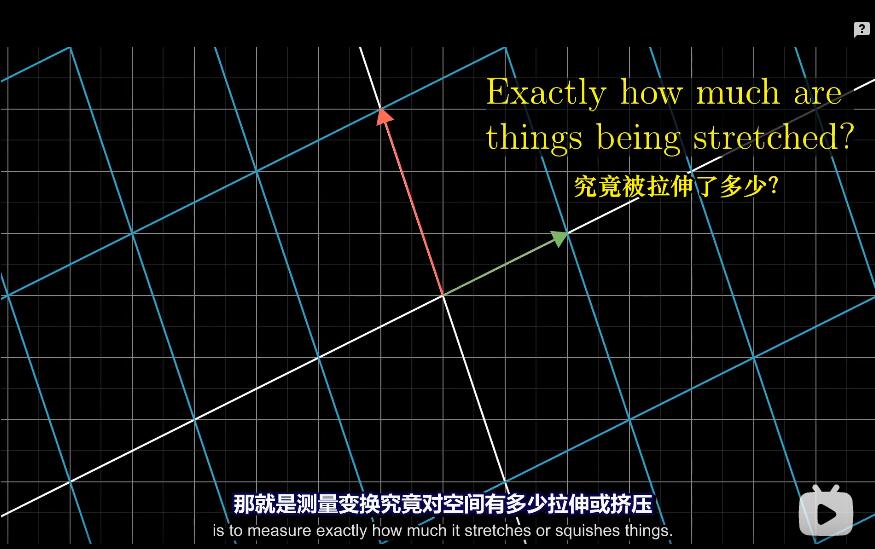 ?
Exactly how much are
things being stretched?
究竟被拉伸了多少?
那就是测量变换究竟对空间有多少拉伸或挤压
is to measure exactly how much it stretches or squishes things.